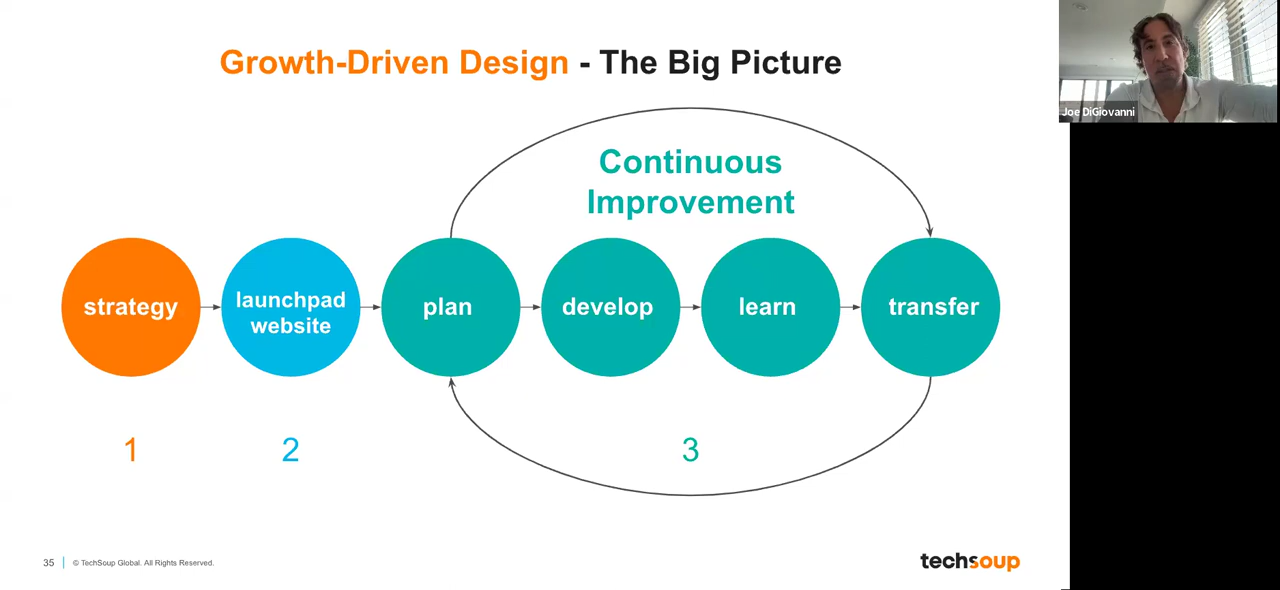 Growth-Driven Design - The Big Picture
Joe DiGiovanni
Continuous
Improvement
strategy
launchpad
website
plan
develop
learn
transfer
1
2
3
35
© TechSoup Global. All Rights Reserved.
techsoup